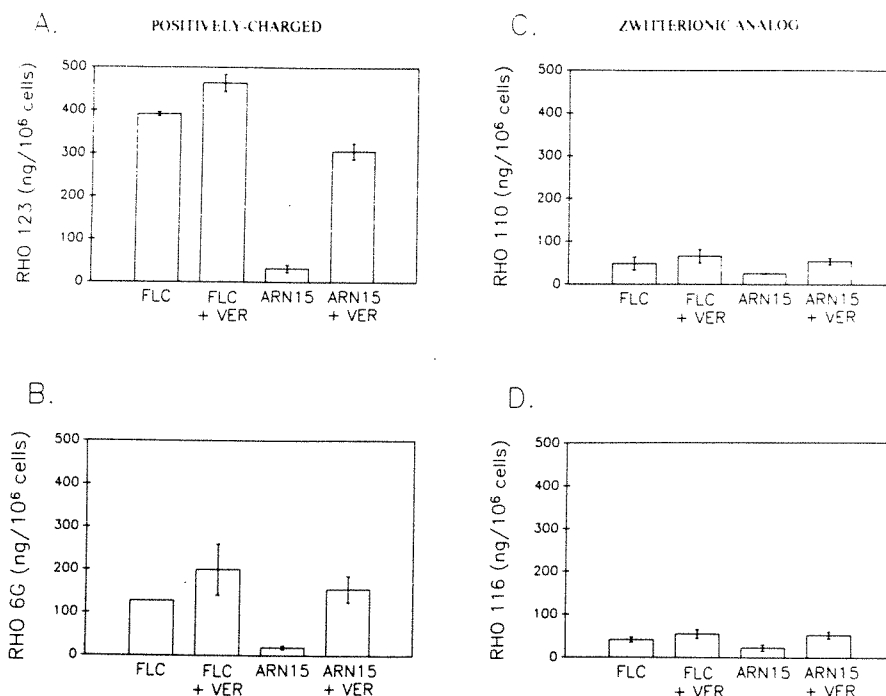 A. POSITIVELY-CHARGED
RHO 123 (ng/10⁶ cells)
500
400
300
200
100
0
FLC FLC ARN15 ARN15
+ VER + VER
ZWITTERIONIC ANALOG
C.
RHO 110 (ng/10⁶ cells)
500
400
300
200
100
0
FLC FLC ARN15 ARN15
+ VER + VER
B.
RHO 6G (ng/10⁶ cells)
500
400
300
200
100
0
FLC FLC ARN15 ARN15
+ VER + VER
D.
RHO 116 (ng/10⁶ cells)
500
400
300
200
100
0
FLC FLC ARN15 ARN15
+ VER + VER